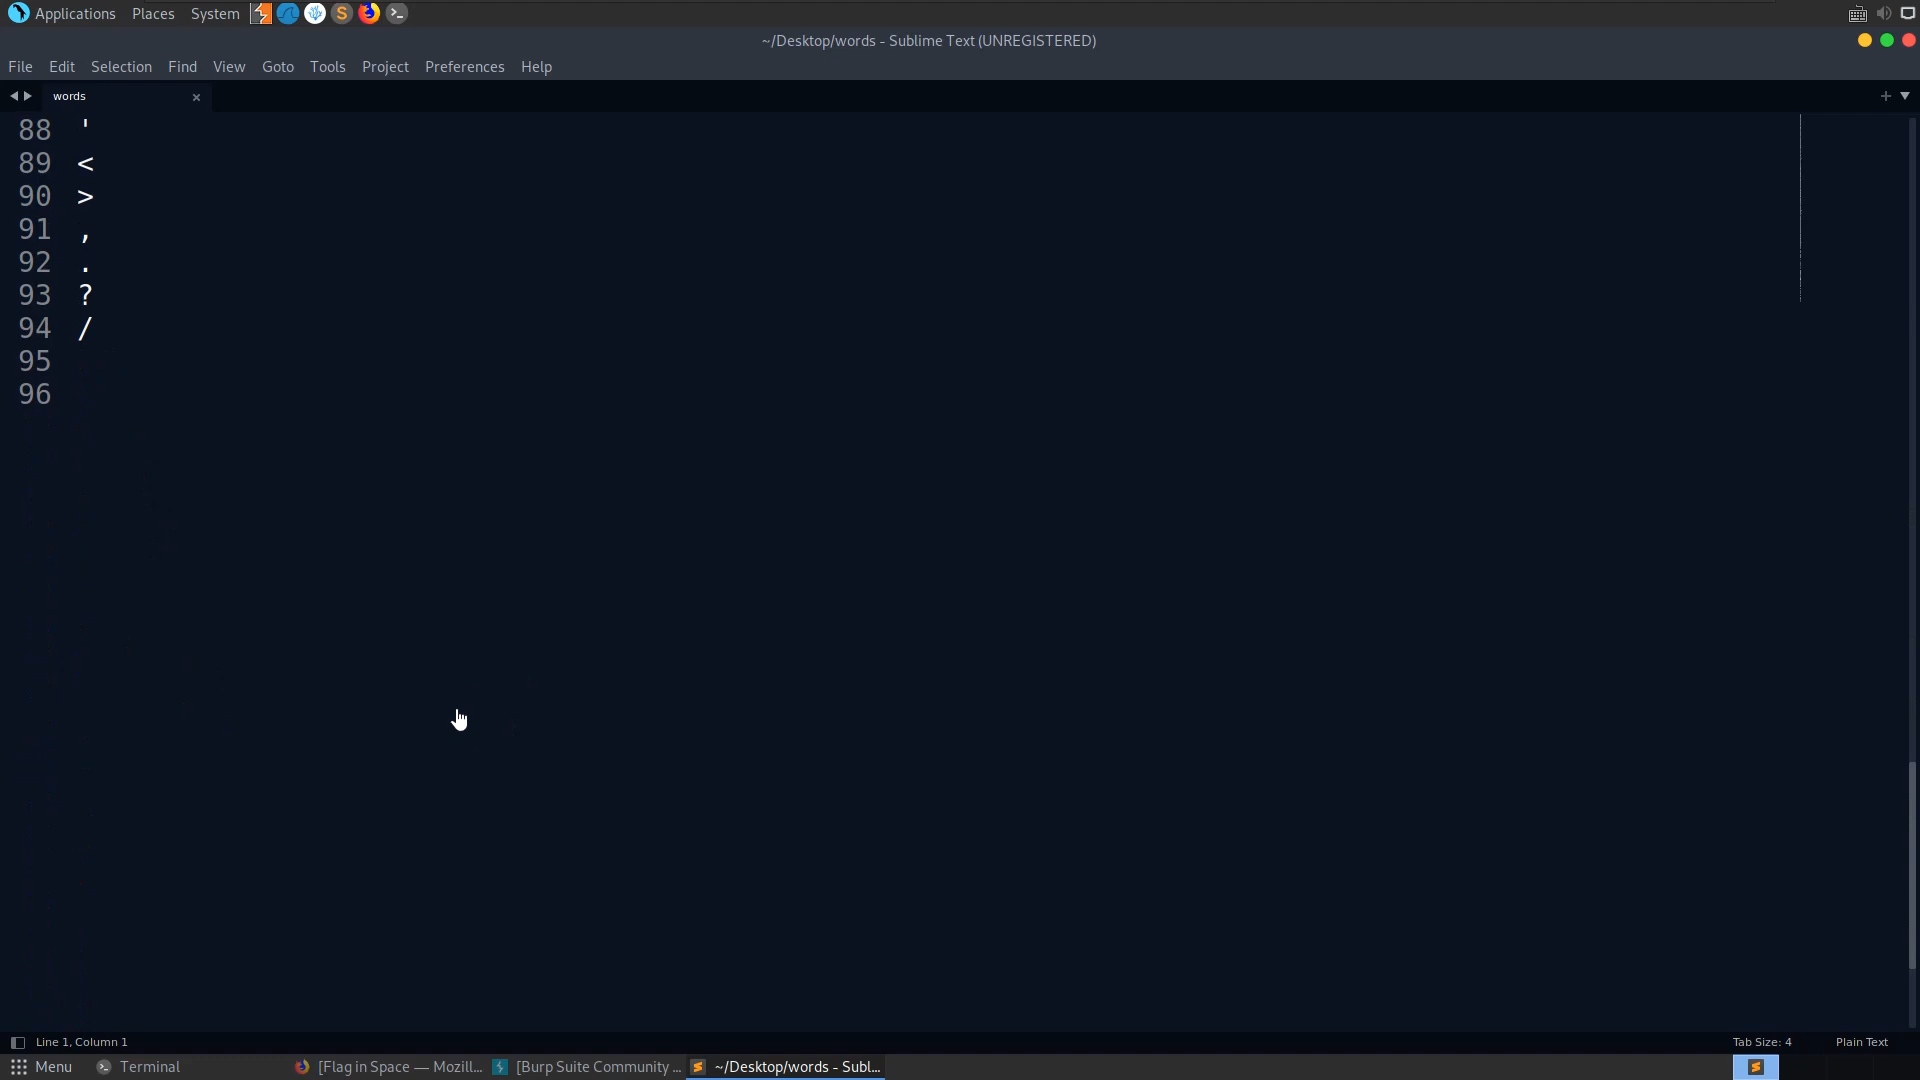 Applications Places System
~/Desktop/words - Sublime Text (UNREGISTERED)
File Edit Selection Find View Goto Tools Project Preferences Help
words
88 '
89 <
90 >
91 ,
92 .
93 ?
94 /
95
96
Line 1, Column 1 Tab Size: 4 Plain Text
Menu Terminal [Flag in Space — Mozill... [Burp Suite Community ... ~/Desktop/words - Subl...